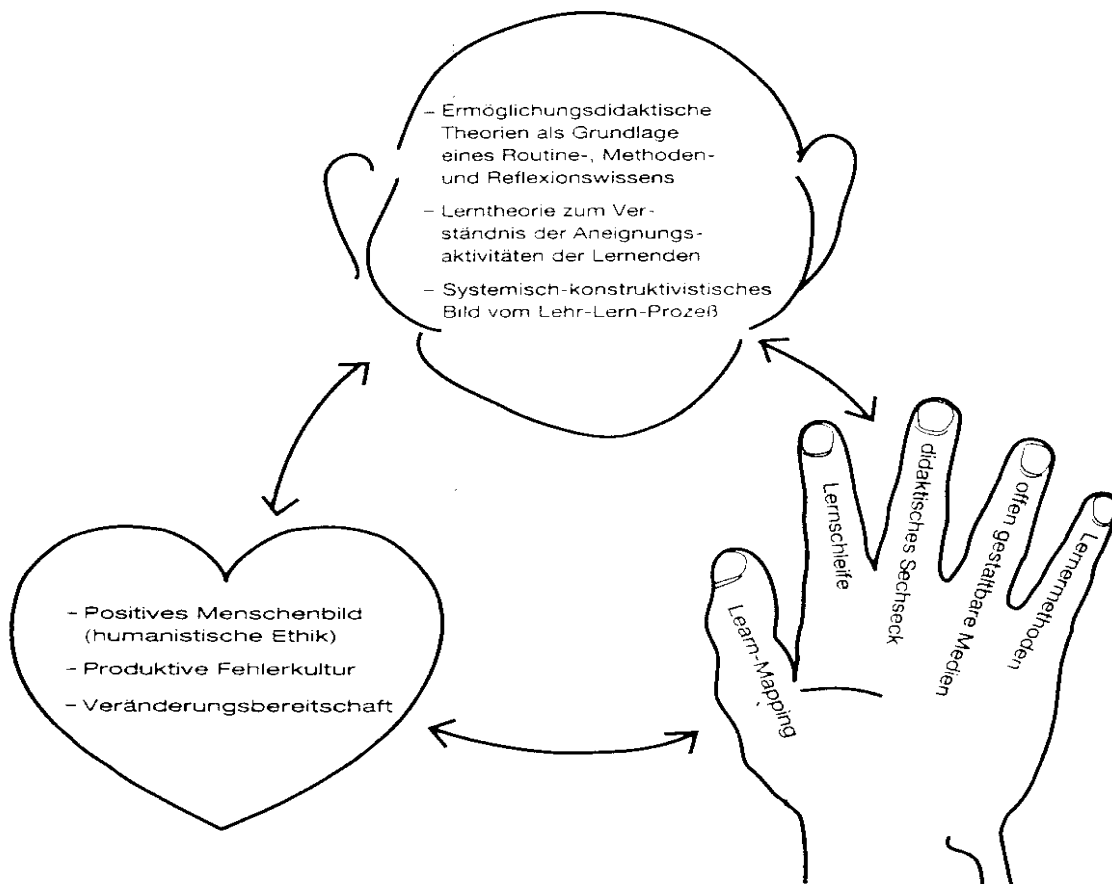 – Ermöglichungsdidaktische
Theorien als Grundlage
eines Routine-, Methoden-
und Reflexionswissens
– Lerntheorie zum Ver-
ständnis der Aneignungs-
aktivitäten der Lernenden
– Systemisch-konstruktivistisches
Bild vom Lehr-Lern-Prozeß
– Positives Menschenbild
(humanistische Ethik)
– Produktive Fehlerkultur
– Veränderungsbereitschaft
Learn-Mapping
Lernschleife
didaktisches Sechseck
offen gestaltbare Medien
Lernermethoden